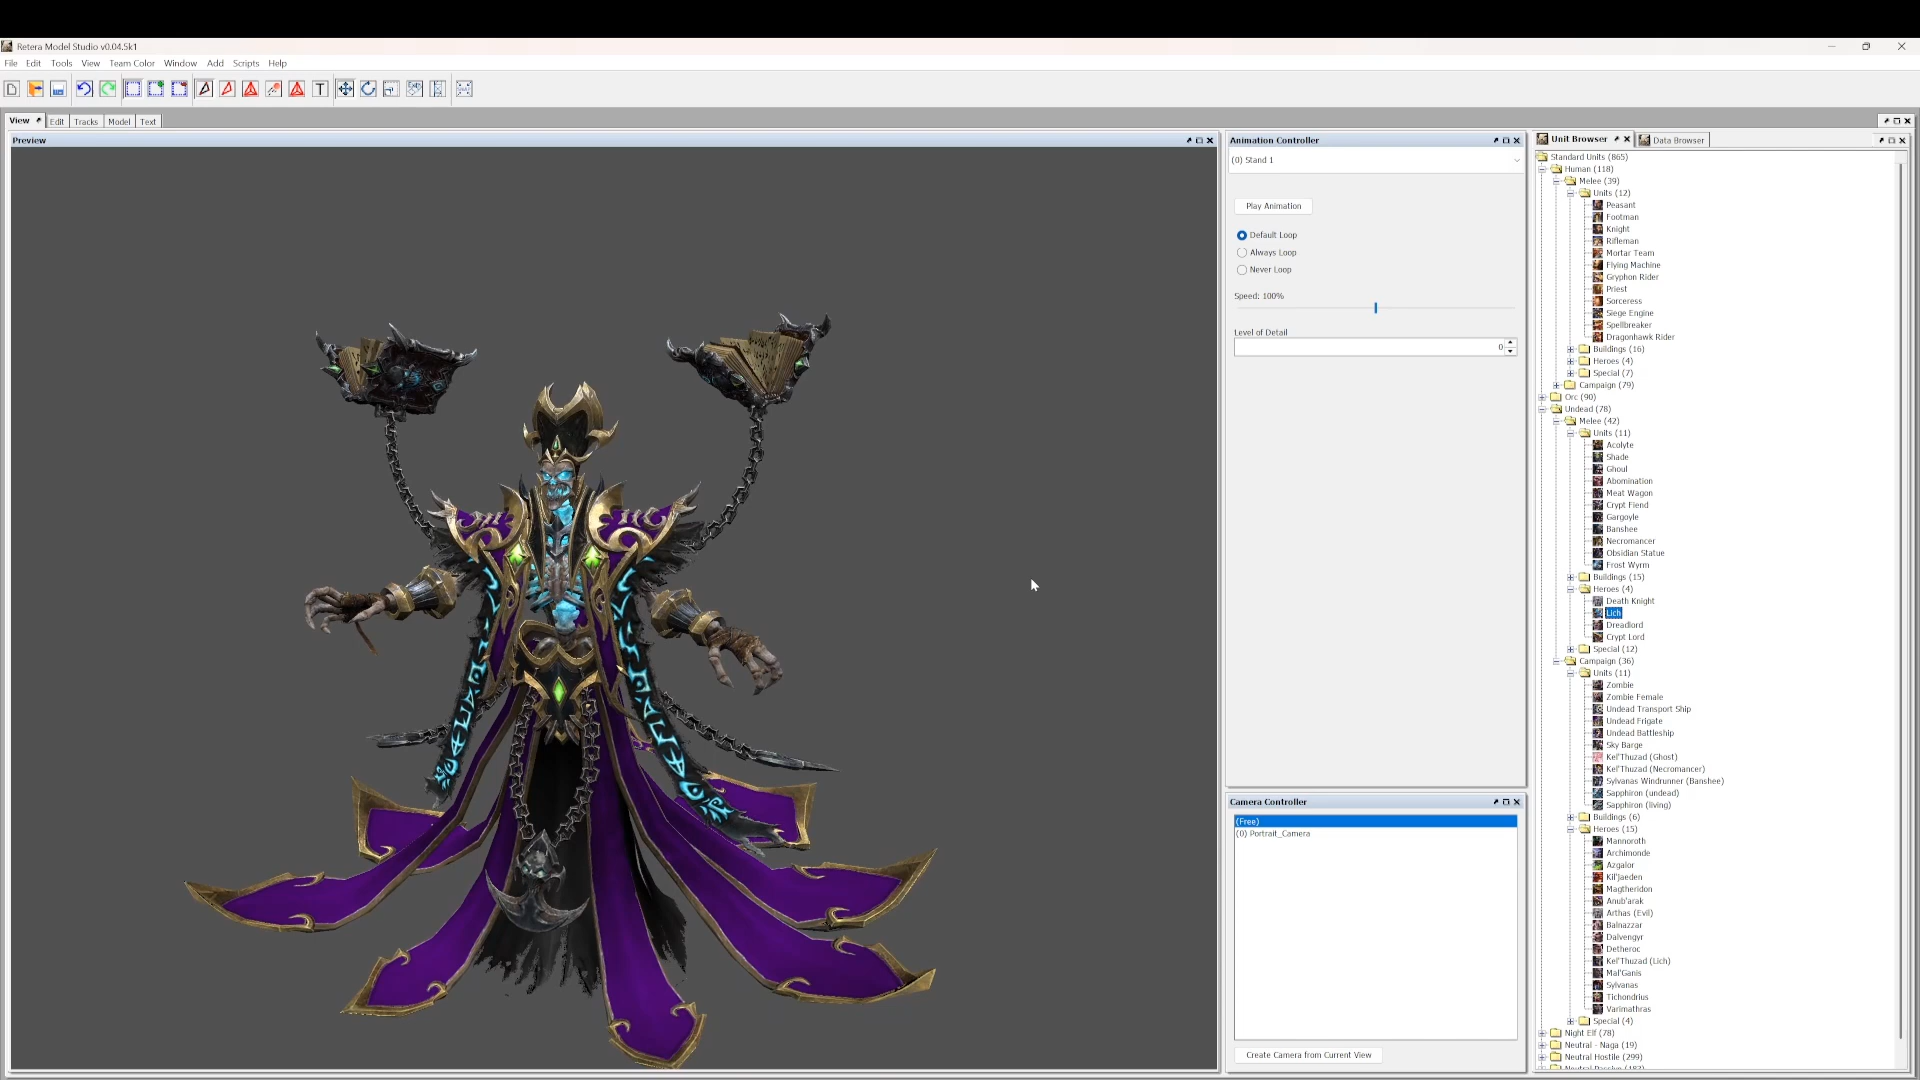 Retera Model Studio v0.04.5k1
File Edit Tools View Team Color Window Add Scripts Help
T
View Edit Tracks Model Text
Preview
Animation Controller
(0) Stand 1
Play Animation
Default Loop
Always Loop
Never Loop
Speed: 100%
Level of Detail
0
Camera Controller
(Free)
(0) Portrait_Camera
Create Camera from Current View
Unit Browser Data Browser
Standard Units (865)
Human (118)
Melee (39)
Units (12)
Peasant
Footman
Knight
Rifleman
Mortar Team
Flying Machine
Gryphon Rider
Priest
Sorceress
Siege Engine
Spellbreaker
Dragonhawk Rider
Buildings (16)
Heroes (4)
Special (7)
Campaign (79)
Orc (90)
Undead (78)
Melee (42)
Units (11)
Acolyte
Shade
Ghoul
Abomination
Meat Wagon
Crypt Fiend
Gargoyle
Banshee
Necromancer
Obsidian Statue
Frost Wyrm
Buildings (15)
Heroes (4)
Death Knight
Lich
Dreadlord
Crypt Lord
Special (12)
Campaign (36)
Units (11)
Zombie
Zombie Female
Undead Transport Ship
Undead Frigate
Undead Battleship
Sky Barge
Kel'Thuzad (Ghost)
Kel'Thuzad (Necromancer)
Sylvanas Windrunner (Banshee)
Sapphiron (undead)
Sapphiron (living)
Buildings (6)
Heroes (15)
Mannoroth
Archimonde
Azgalor
Kil'jaeden
Magtheridon
Anub'arak
Arthas (Evil)
Balnazzar
Dalvengyr
Detheroc
Kel'Thuzad (Lich)
Mal'Ganis
Sylvanas
Tichondrius
Varimathras
Special (4)
Night Elf (78)
Neutral - Naga (19)
Neutral Hostile (299)